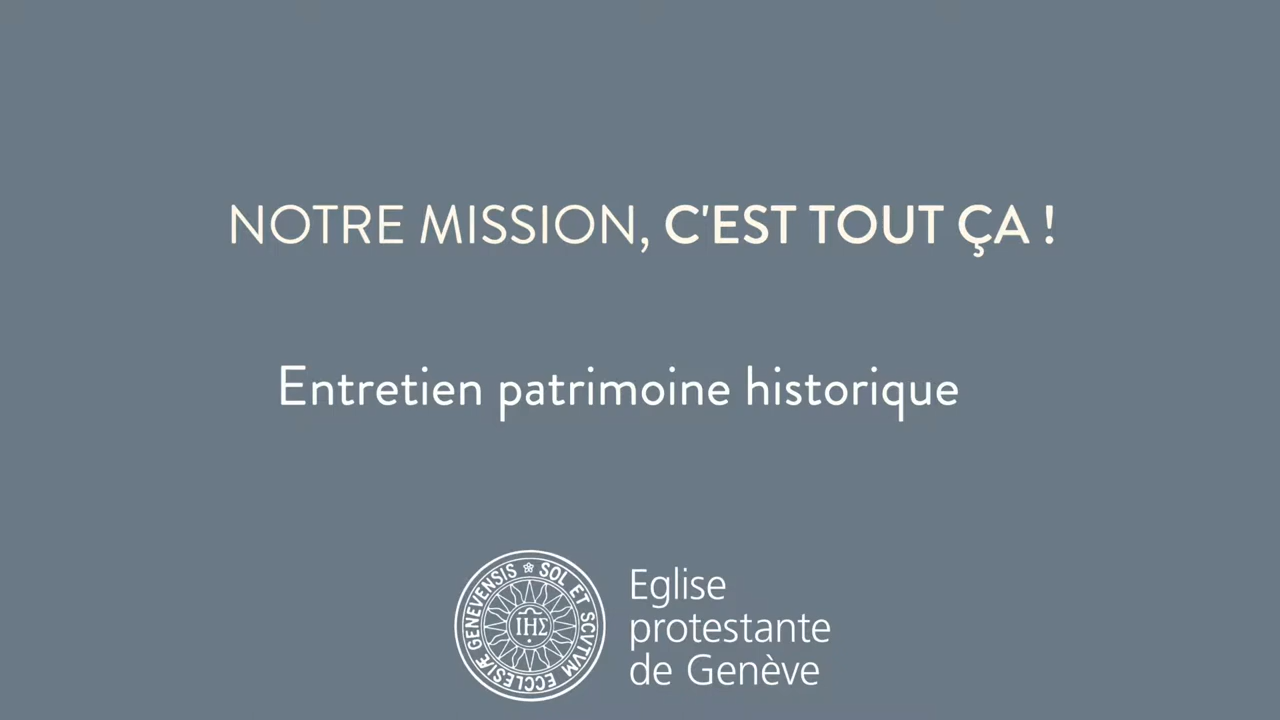 NOTRE MISSION, C'EST TOUT ÇA !
Entretien patrimoine historique
SOL ET SCVTVM ECCLESIÆ GENEVENSIS
IHΣ
Eglise
protestante
de Genève